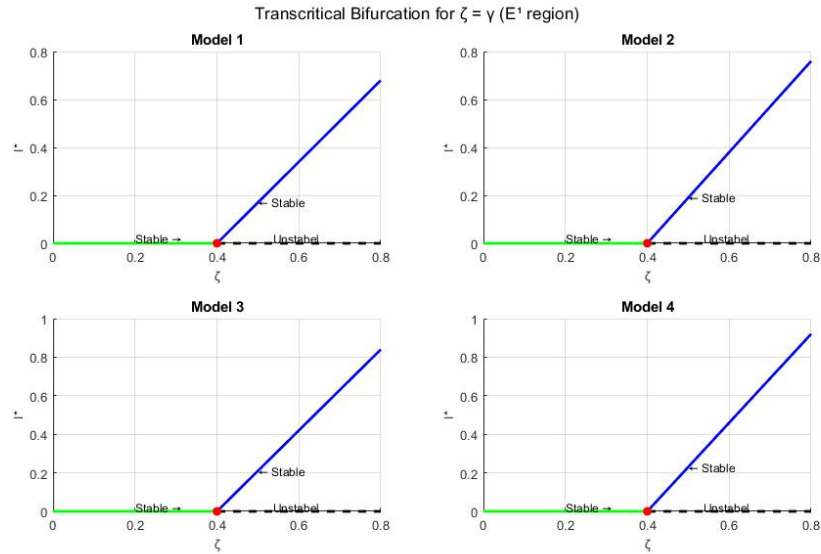 Transcritical Bifurcation for ζ = γ (E¹ region)
Model 1
0.8
0.6
0.4
0.2
0
I*
← Stable
Stable →
Unstabel
0 0.2 0.4 0.6 0.8
ζ
Model 2
0.8
0.6
0.4
0.2
0
I*
← Stable
Stable →
Unstabel
0 0.2 0.4 0.6 0.8
ζ
Model 3
1
0.8
0.6
0.4
0.2
0
I*
← Stable
Stable →
Unstabel
0 0.2 0.4 0.6 0.8
ζ
Model 4
1
0.8
0.6
0.4
0.2
0
I*
← Stable
Stable →
Unstabel
0 0.2 0.4 0.6 0.8
ζ